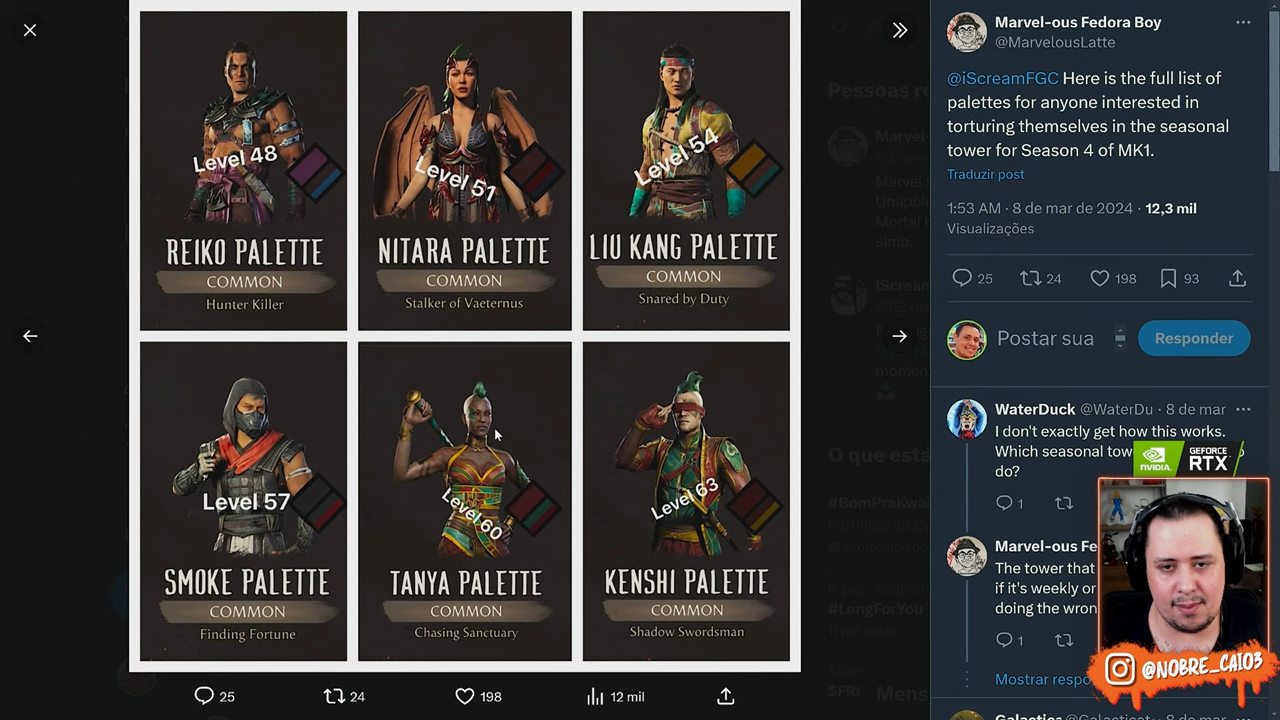 Level 48
REIKO PALETTE
COMMON
Hunter Killer
Level 51
NITARA PALETTE
COMMON
Stalker of Vaeternus
Level 54
LIU KANG PALETTE
COMMON
Snared by Duty
Level 57
SMOKE PALETTE
COMMON
Finding Fortune
Level 60
TANYA PALETTE
COMMON
Chasing Sanctuary
Level 63
KENSHI PALETTE
COMMON
Shadow Swordsman
25
24
198
12 mil
Pessoas re
O que está
#LongForYou
Marvel-ous Fedora Boy
@MarvelousLatte
@iScreamFGC Here is the full list of
palettes for anyone interested in
torturing themselves in the seasonal
tower for Season 4 of MK1.
Traduzir post
1:53 AM · 8 de mar de 2024 · 12,3 mil
Visualizações
25
24
198
93
Postar sua
Responder
WaterDuck @WaterDu · 8 de mar
I don't exactly get how this works.
Which seasonal tow
do?
1
Marvel-ous Fe
The tower that
if it's weekly or
doing the wron
1
Mostrar respo
NVIDIA.
GEFORCE
RTX
@NOBRE_CAIO3